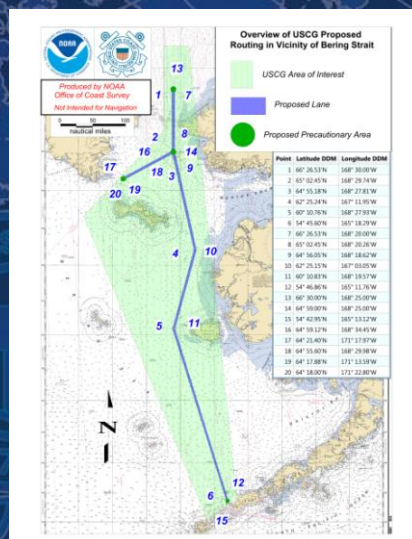 Overview of USCG Proposed
Routing in Vicinity of Bering Strait
USCG Area of Interest
Proposed Lane
Proposed Precautionary Area
NOAA
Produced by NOAA
Office of Coast Survey
Not Intended for Navigation
0 50 100
nautical miles
13
1 7
2 8
16 14
17 18 3 9
20 19
4 10
5 11
12
6
15
N
Point Latitude DDM Longitude DDM
1 66° 26.53'N 168° 30.00'W
2 65° 02.45'N 168° 29.74'W
3 64° 55.18'N 168° 27.81'W
4 62° 25.24'N 167° 11.95'W
5 60° 10.76'N 168° 27.93'W
6 54° 45.60'N 165° 18.29'W
7 66° 26.53'N 168° 20.00'W
8 65° 02.45'N 168° 20.26'W
9 64° 56.05'N 168° 18.62'W
10 62° 25.15'N 167° 03.05'W
11 60° 10.83'N 168° 19.57'W
12 54° 46.86'N 165° 11.76'W
13 66° 30.00'N 168° 25.00'W
14 64° 59.00'N 168° 25.00'W
15 54° 42.95'N 165° 13.12'W
16 64° 59.12'N 168° 34.45'W
17 64° 21.40'N 171° 17.97'W
18 64° 55.60'N 168° 29.98'W
19 64° 17.88'N 171° 13.59'W
20 64° 18.00'N 171° 22.80'W